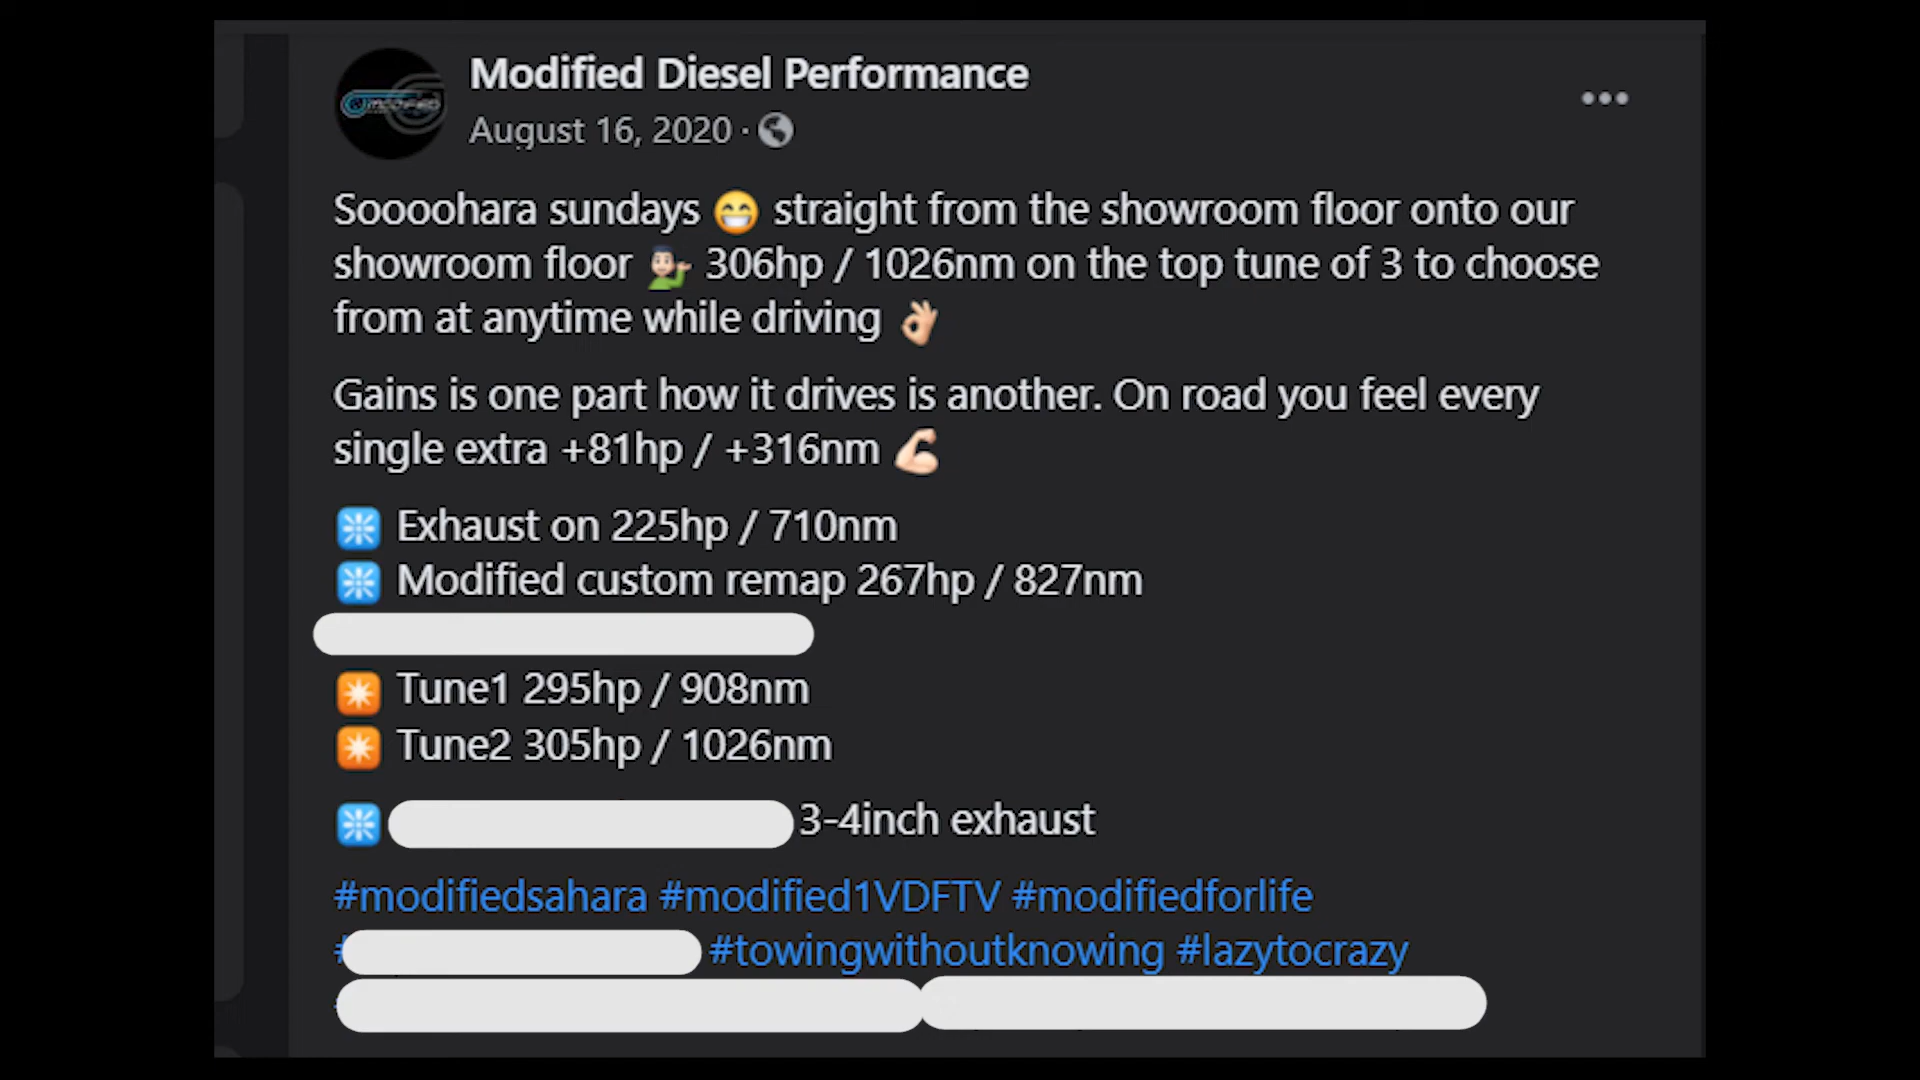 Modified Diesel Performance
August 16, 2020 ·
Soooohara sundays 😁 straight from the showroom floor onto our
showroom floor 💁🏻‍♂️ 306hp / 1026nm on the top tune of 3 to choose
from at anytime while driving 👌🏻
Gains is one part how it drives is another. On road you feel every
single extra +81hp / +316nm 💪🏻
Exhaust on 225hp / 710nm
Modified custom remap 267hp / 827nm
Tune1 295hp / 908nm
Tune2 305hp / 1026nm
3-4inch exhaust
#modifiedsahara #modified1VDFTV #modifiedforlife
#towingwithoutknowing #lazytocrazy